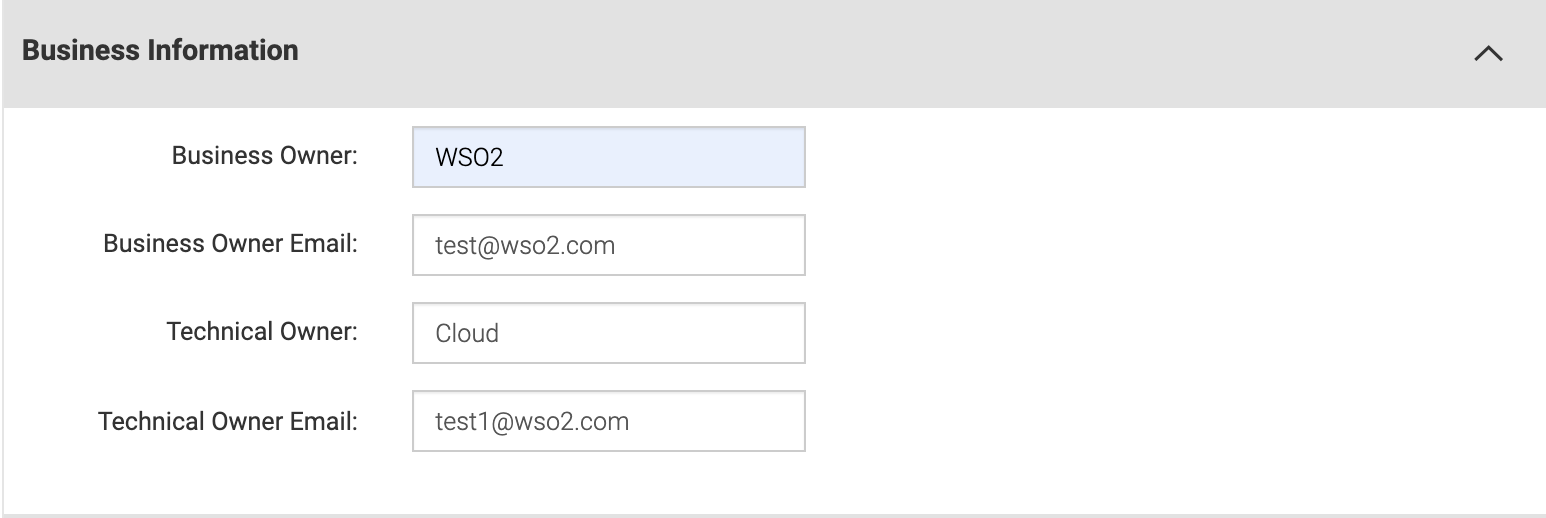 Business Information
Business Owner: WSO2
Business Owner Email: test@wso2.com
Technical Owner: Cloud
Technical Owner Email: test1@wso2.com